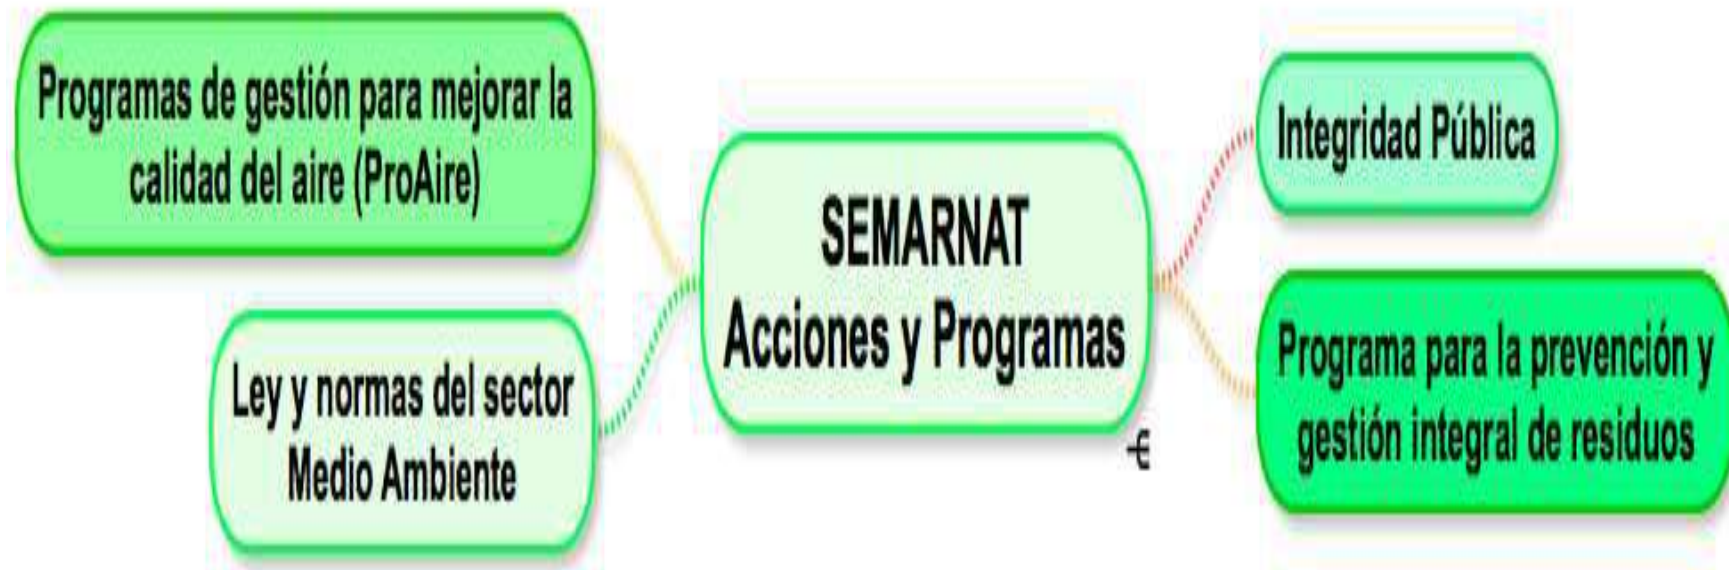 Programas de gestión para mejorar la
calidad del aire (ProAire)
Ley y normas del sector
Medio Ambiente
SEMARNAT
Acciones y Programas
Integridad Pública
Programa para la prevención y
gestión integral de residuos